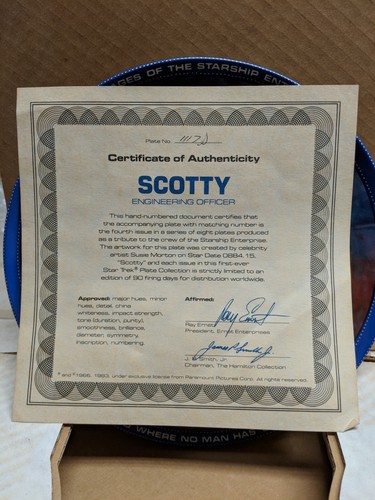 AGES OF THE STARSHIP ENT
Plate No.
Certificate of Authenticity
SCOTTY
ENGINEERING OFFICER
This hand-numbered document certifies that
the accompanying plate with matching number is
the fourth issue in a series of eight plates produced
as a tribute to the crew of the Starship Enterprise.
The artwork for this plate was created by celebrity
artist Susie Morton on Star Date 0884.15.
"Scotty" and each issue in this first-ever
Star Trek® Plate Collection is strictly limited to an
edition of 90 firing days for distribution worldwide.
Approved: major hues, minor
hues, detail, china
whiteness, impact strength,
tone (duration, purity),
smoothness, brilliance,
diameter, symmetry,
inscription, numbering.
Affirmed:
Ray Ernst
President, Ernst Enterprises
J. P. Smith, Jr.
Chairman, The Hamilton Collection
® and © 1966, 1983, under exclusive license from Paramount Pictures Corp. All rights reserved.
WHERE NO MAN HAS